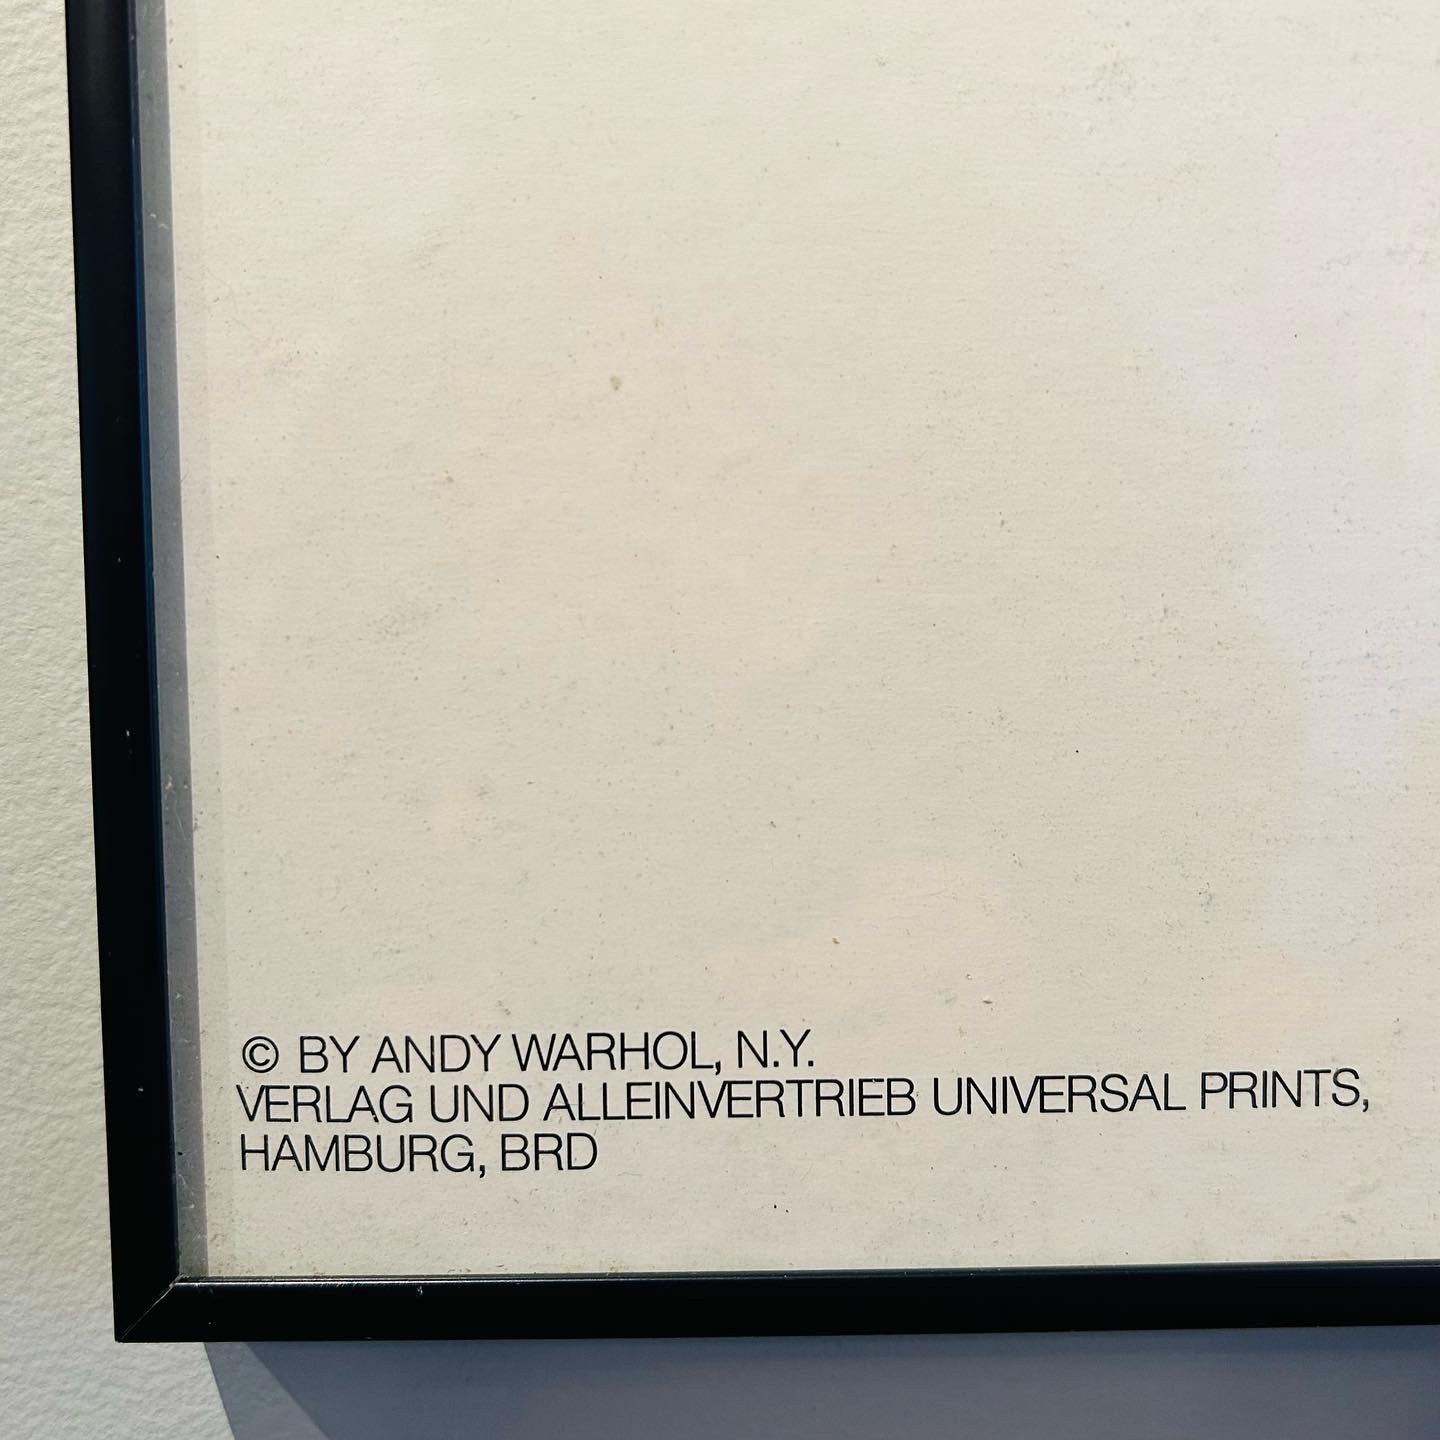 © BY ANDY WARHOL, N.Y.
VERLAG UND ALLEINVERTRIEB UNIVERSAL PRINTS,
HAMBURG, BRD